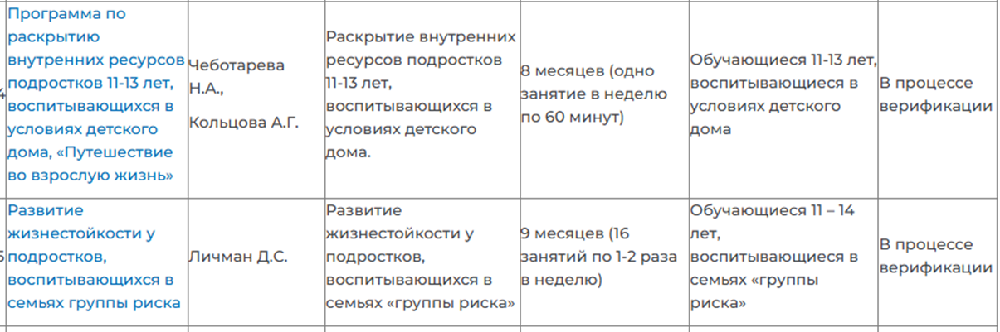 Программа по
раскрытию
внутренних ресурсов
подростков 11-13 лет,
воспитывающихся в
условиях детского
дома, «Путешествие
во взрослую жизнь»
Чеботарева
Н.А.,
Кольцова А.Г.
Раскрытие внутренних
ресурсов подростков
11-13 лет,
воспитывающихся в
условиях детского
дома.
8 месяцев (одно
занятие в неделю
по 60 минут)
Обучающиеся 11-13 лет,
воспитывающиеся в
условиях детского
дома
В процессе
верификации
Развитие
жизнестойкости у
подростков,
воспитывающихся в
семьях группы риска
Личман Д.С.
Развитие
жизнестойкости у
подростков,
воспитывающихся в
семьях «группы риска»
9 месяцев (16
занятий по 1-2 раза
в неделю)
Обучающиеся 11 – 14
лет,
воспитывающиеся в
семьях «группы
риска»
В процессе
верификации